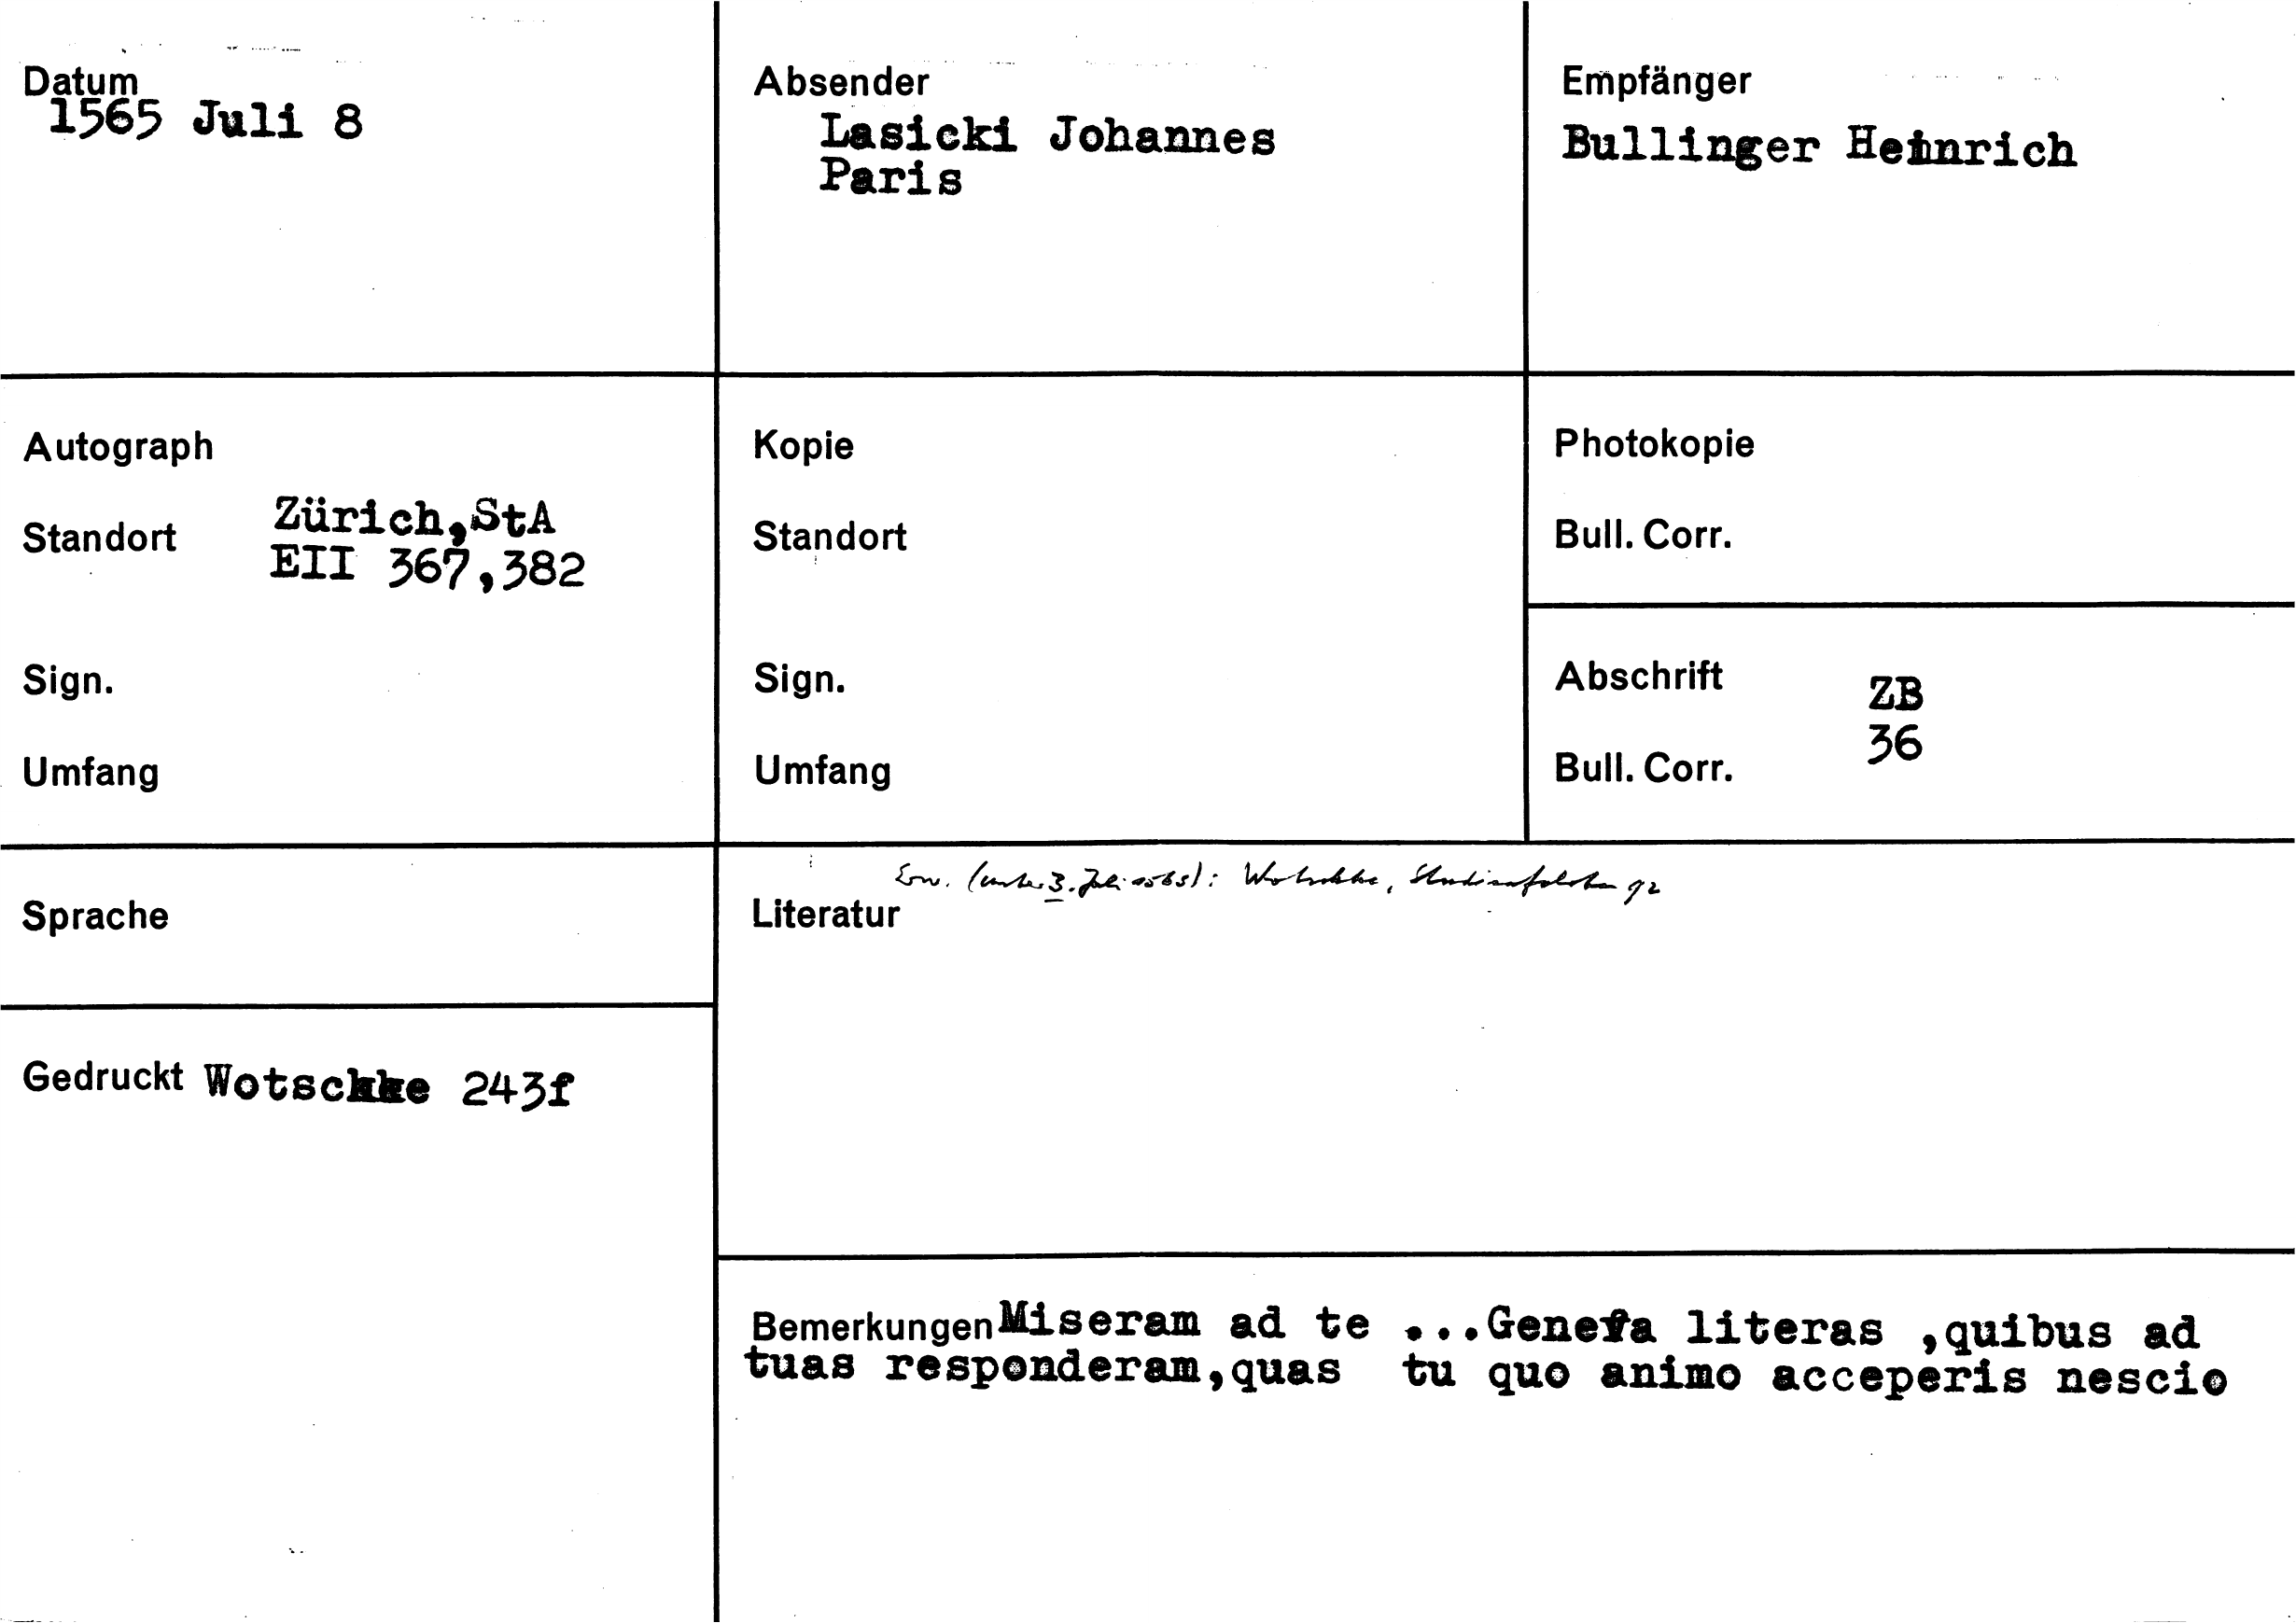 Datum
1565 Juli 8
Absender
Lasicki Johannes
Paris
Empfänger
Bullinger Heinrich
Autograph
Standort
Zürich,StA
EII 367,382
Sign.
Umfang
Kopie
Standort
Sign.
Umfang
Photokopie
Bull. Corr.
Abschrift
ZB
36
Bull. Corr.
Sprache
Erw. (unter 3. Juli 1565): Wotschke, 92
Literatur
Gedruckt Wotschke 243f
Bemerkungen Miseram ad te ...Genefa literas ,quibus ad
tuas responderam,quas tu quo animo acceperis nescio